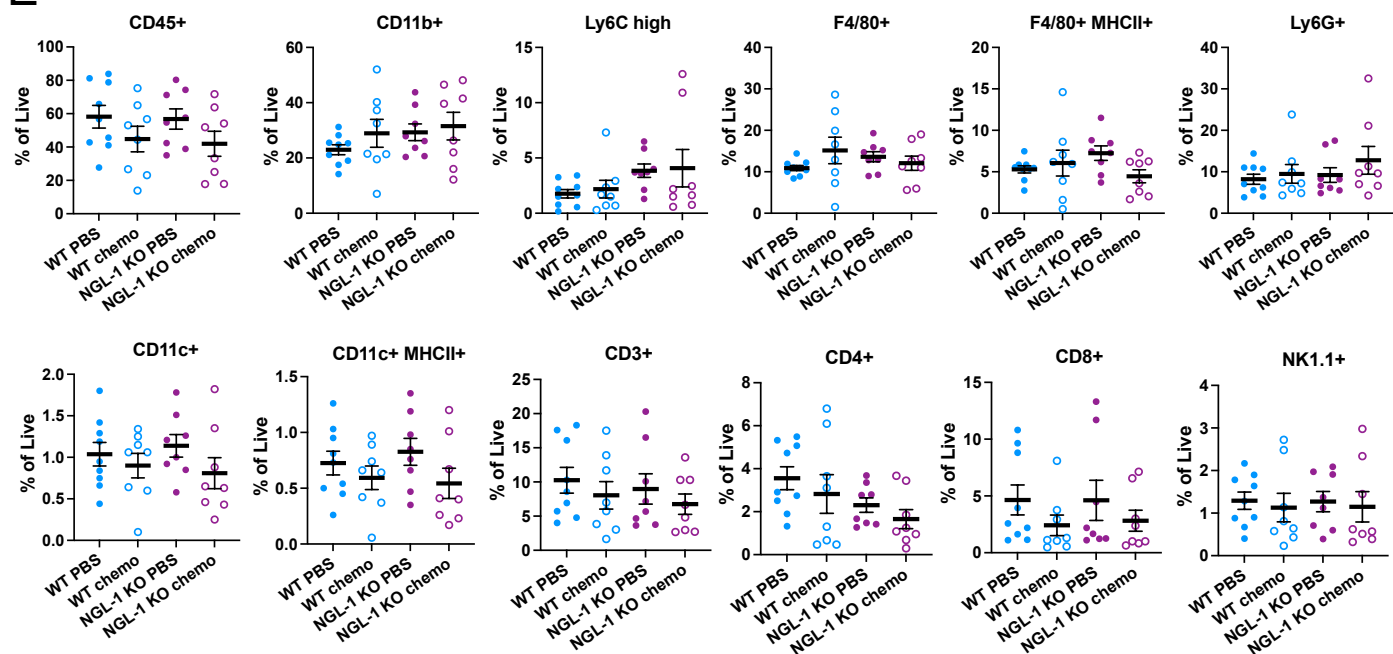 E
CD45+
CD11b+
Ly6C high
F4/80+
F4/80+ MHCII+
Ly6G+
% of Live
100
80
60
40
20
0
WT PBS
WT chemo
NGL-1 KO PBS
NGL-1 KO chemo
% of Live
60
40
20
0
WT PBS
WT chemo
NGL-1 KO PBS
NGL-1 KO chemo
% of Live
15
10
5
0
WT PBS
WT chemo
NGL-1 KO PBS
NGL-1 KO chemo
% of Live
40
30
20
10
0
WT PBS
WT chemo
NGL-1 KO PBS
NGL-1 KO chemo
% of Live
20
15
10
5
0
WT PBS
WT chemo
NGL-1 KO PBS
NGL-1 KO chemo
% of Live
40
30
20
10
0
WT PBS
WT chemo
NGL-1 KO PBS
NGL-1 KO chemo
CD11c+
CD11c+ MHCII+
CD3+
CD4+
CD8+
NK1.1+
% of Live
2.0
1.5
1.0
0.5
0.0
WT PBS
WT chemo
NGL-1 KO PBS
NGL-1 KO chemo
% of Live
1.5
1.0
0.5
0.0
WT PBS
WT chemo
NGL-1 KO PBS
NGL-1 KO chemo
% of Live
25
20
15
10
5
0
WT PBS
WT chemo
NGL-1 KO PBS
NGL-1 KO chemo
% of Live
8
6
4
2
0
WT PBS
WT chemo
NGL-1 KO PBS
NGL-1 KO chemo
% of Live
15
10
5
0
WT PBS
WT chemo
NGL-1 KO PBS
NGL-1 KO chemo
% of Live
4
3
2
1
0
WT PBS
WT chemo
NGL-1 KO PBS
NGL-1 KO chemo